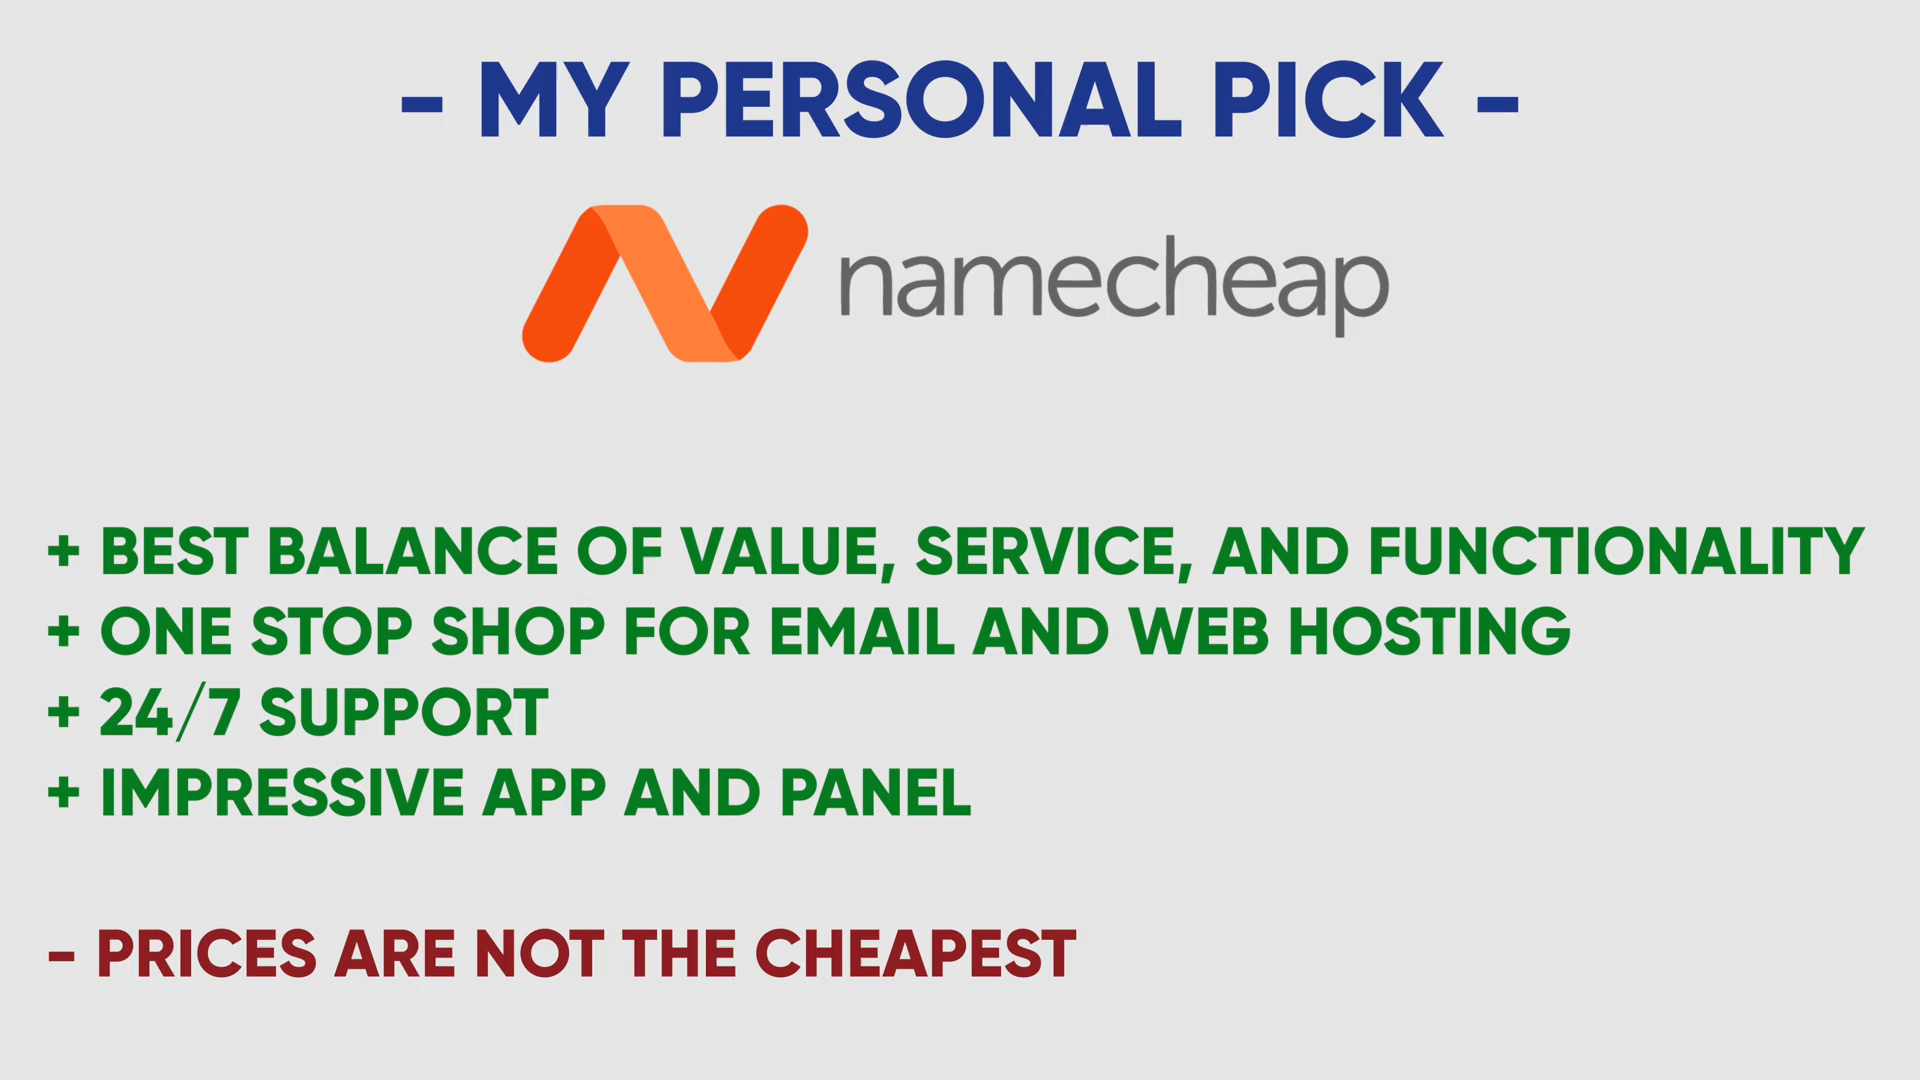 - MY PERSONAL PICK -
namecheap
+ BEST BALANCE OF VALUE, SERVICE, AND FUNCTIONALITY
+ ONE STOP SHOP FOR EMAIL AND WEB HOSTING
+ 24/7 SUPPORT
+ IMPRESSIVE APP AND PANEL
- PRICES ARE NOT THE CHEAPEST